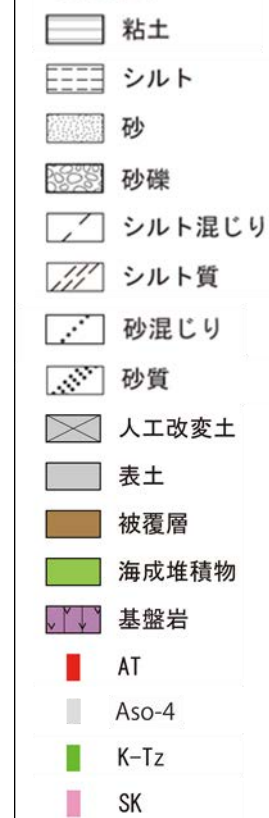 粘土
シルト
砂
砂礫
シルト混じり
シルト質
砂混じり
砂質
人工改変土
表土
被覆層
海成堆積物
基盤岩
AT
Aso-4
K-Tz
SK